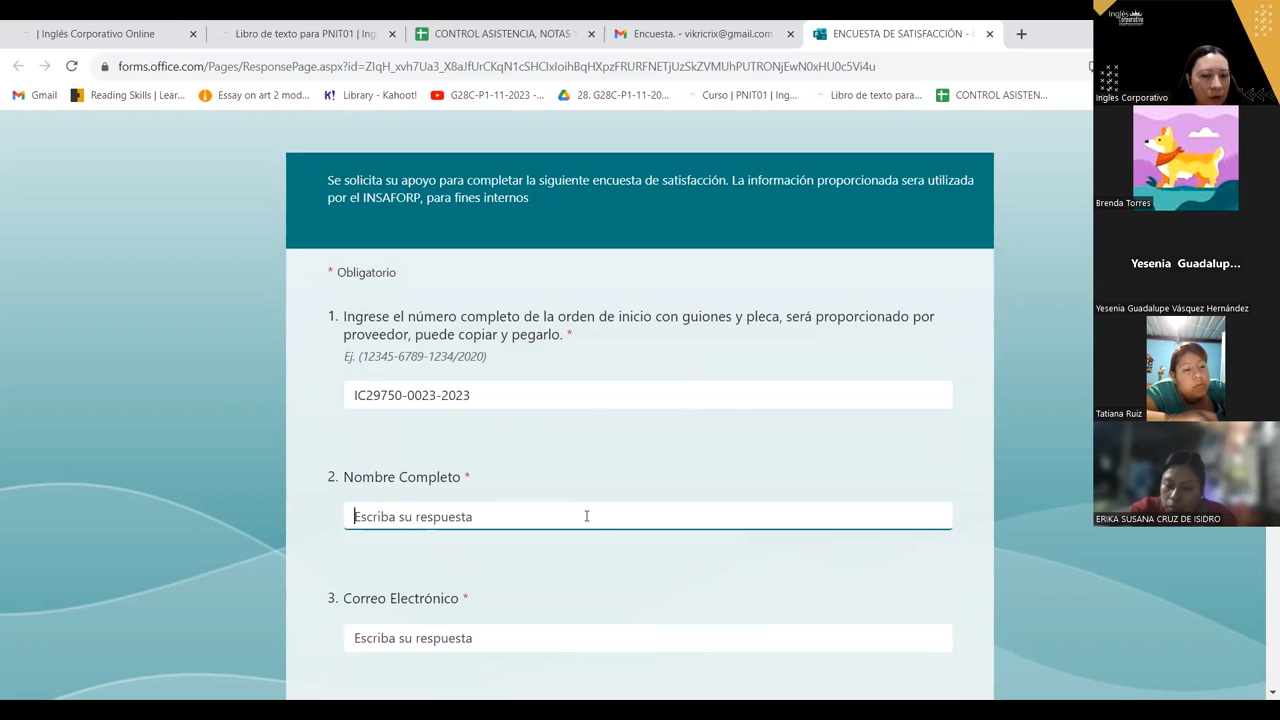 | Inglés Corporativo Online
Libro de texto para PNIT01 | Ing
CONTROL ASISTENCIA, NOTAS
Encuesta. - vikricrix@gmail.com
ENCUESTA DE SATISFACCIÓN -
forms.office.com/Pages/ResponsePage.aspx?id=ZIqH_xvh7Ua3_X8aJfUrCKqN1cSHCIxIoihBqHXpzFRURFNETjUzSkZVMUhPUTRONjEwN0xHU0c5Vi4u
Gmail
Reading Skills | Lear...
Essay on art 2 mod...
Library - Kahoot
G28C-P1-11-2023 -...
28. G28C-P1-11-20...
Curso | PNIT01 | Ing...
Libro de texto para...
CONTROL ASISTEN...
Se solicita su apoyo para completar la siguiente encuesta de satisfacción. La información proporcionada sera utilizada
por el INSAFORP, para fines internos
* Obligatorio
1. Ingrese el número completo de la orden de inicio con guiones y pleca, será proporcionado por
proveedor, puede copiar y pegarlo. *
Ej. (12345-6789-1234/2020)
IC29750-0023-2023
2. Nombre Completo *
Escriba su respuesta
3. Correo Electrónico *
Escriba su respuesta
Inglés
Corporativo
Ingles Corporativo
Brenda Torres
Yesenia Guadalup...
Yesenia Guadalupe Vásquez Hernández
Tatiana Ruiz
ERIKA SUSANA CRUZ DE ISIDRO